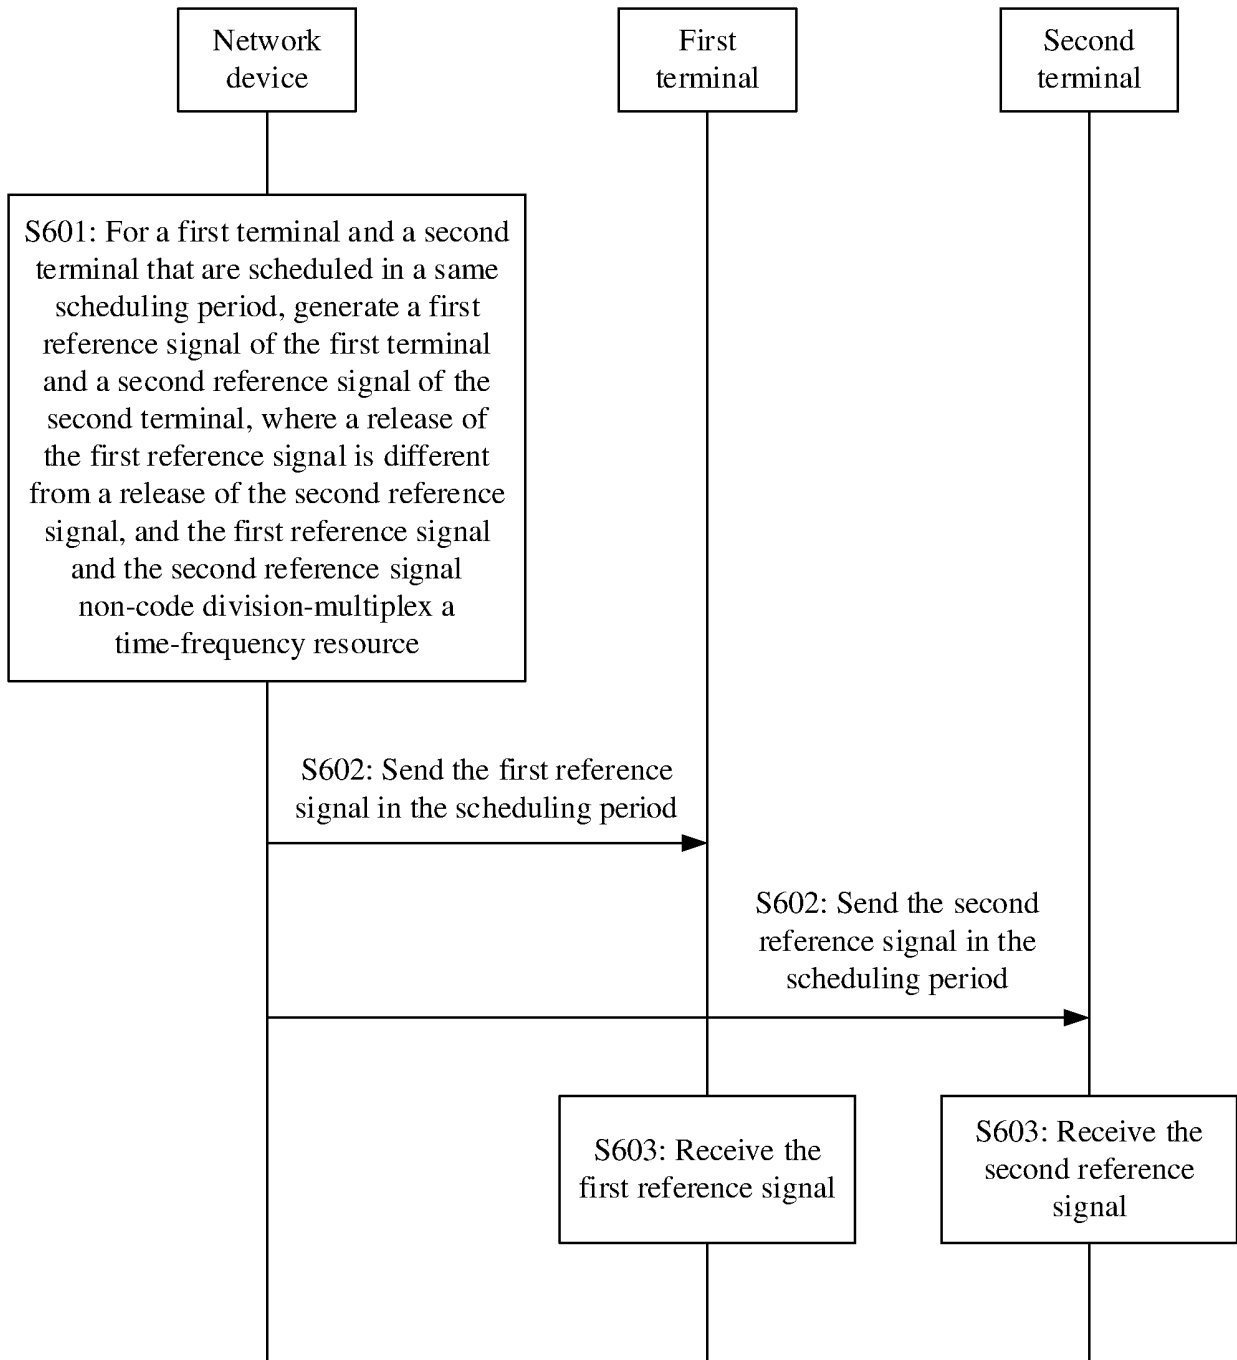 Network
device
First
terminal
Second
terminal
S601: For a first terminal and a second
terminal that are scheduled in a same
scheduling period, generate a first
reference signal of the first terminal
and a second reference signal of the
second terminal, where a release of
the first reference signal is different
from a release of the second reference
signal, and the first reference signal
and the second reference signal
non-code division-multiplex a
time-frequency resource
S602: Send the first reference
signal in the scheduling period
S602: Send the second
reference signal in the
scheduling period
S603: Receive the
first reference signal
S603: Receive the
second reference
signal